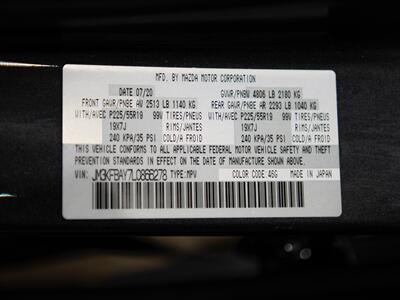 MFD. BY MAZDA MOTOR CORPORATION
DATE 07/20 GVWR/PNBV 4806 LB 2180 KG
FRONT GAWR/PNBE AV 2513 LB 1140 KG REAR GAWR/PNBE AR 2293 LB 1040 KG
WITH/AVEC P225/55R19 99V TIRES/PNEUS WITH/AVEC P225/55R19 99V TIRES/PNEUS
19X7J RIMS/JANTES 19X7J RIMS/JANTES
240 KPA/35 PSI COLD/A FROID 240 KPA/35 PSI COLD/A FROID
THIS VEHICLE CONFORMS TO ALL APPLICABLE FEDERAL MOTOR VEHICLE SAFETY AND THEFT
PREVENTION STANDARDS IN EFFECT ON THE DATE OF MANUFACTURE SHOWN ABOVE.
VIN: JM3KFBAY7L0866278 TYPE:MPV COLOR CODE:46G MADE IN JAPAN